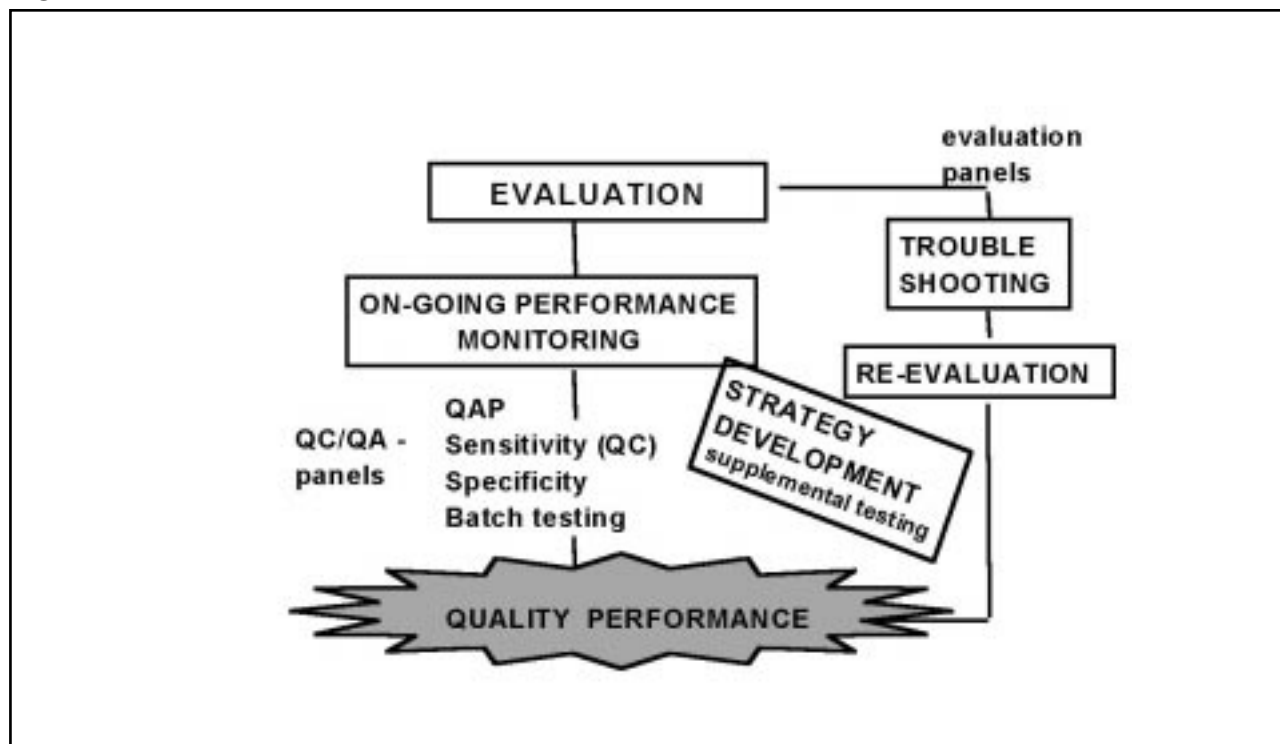 evaluation
panels
EVALUATION
TROUBLE
SHOOTING
ON-GOING PERFORMANCE
MONITORING
RE-EVALUATION
STRATEGY
DEVELOPMENT
supplemental testing
QC/QA -
panels
QAP
Sensitivity (QC)
Specificity
Batch testing
QUALITY PERFORMANCE